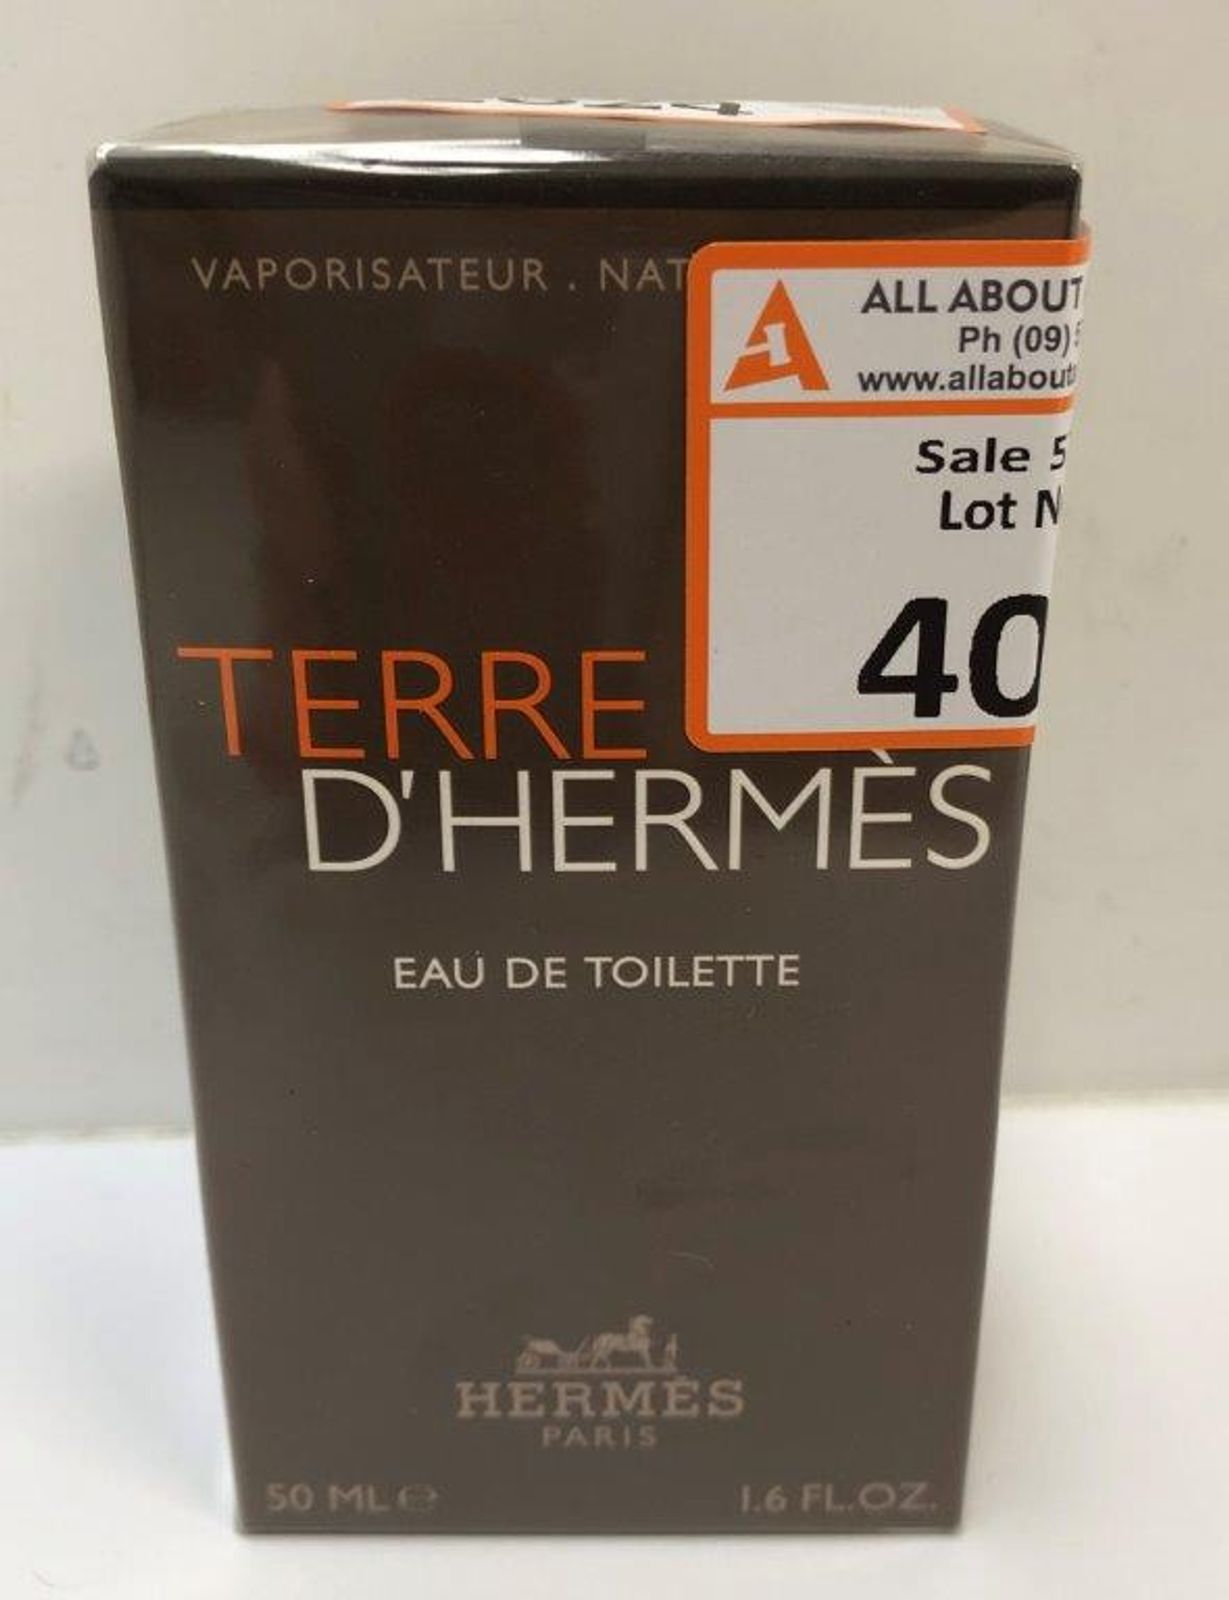 VAPORISATEUR . NAT
ALL ABOUT
Ph (09)
www.allabout
Sale 5
Lot N
40
TERRE
D'HERMÈS
EAU DE TOILETTE
HERMÈS
PARIS
50 ML ℮
1.6 FL.OZ.